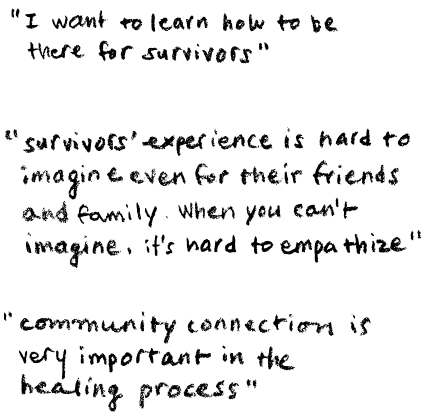 "I want to learn how to be
there for survivors"
"survivors' experience is hard to
imagine even for their friends
and family. When you can't
imagine, it's hard to empathize"
"community connection is
very important in the
healing process"